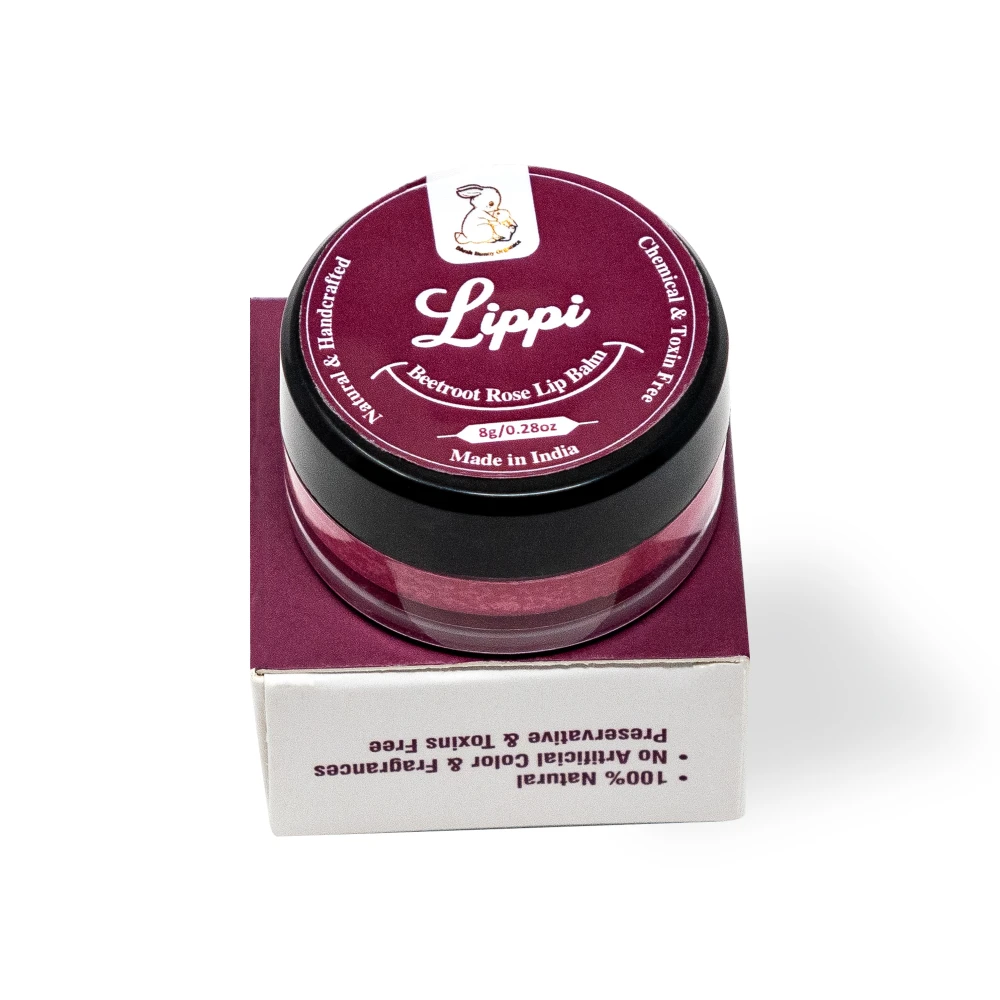 Lippi
Beetroot Rose Lip Balm
8g/0.28oz
Made in India
Natural & Handcrafted
Chemical & Toxin Free
• 100% Natural
• No Artificial Color & Fragrances
Preservative & Toxins Free